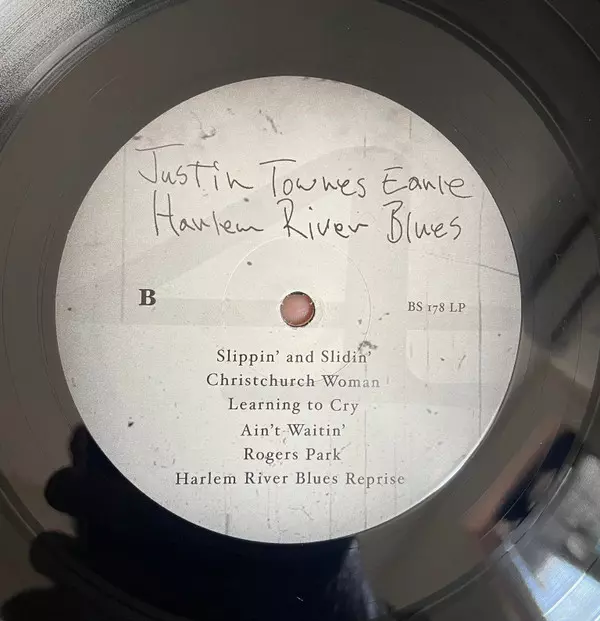 Justin Townes Earle
Harlem River Blues
B
BS 178 LP
Slippin' and Slidin'
Christchurch Woman
Learning to Cry
Ain't Waitin'
Rogers Park
Harlem River Blues Reprise